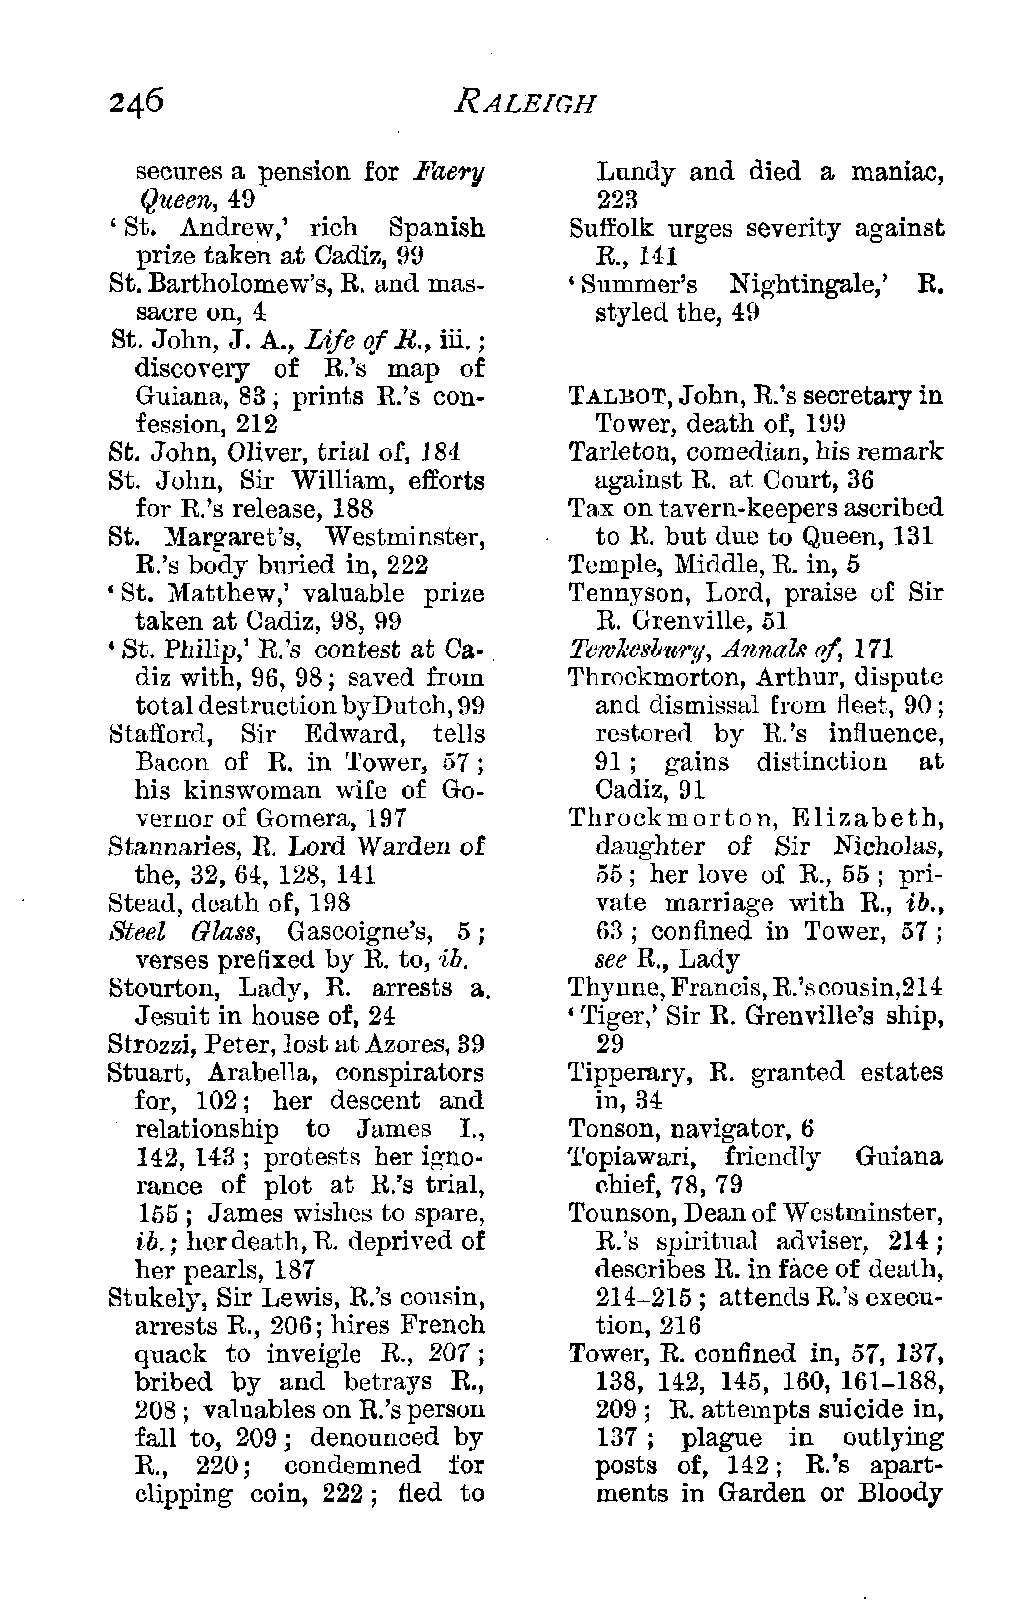 246
RALEIGH
secures a pension for Faery
Queen, 49
‘St. Andrew,’ rich Spanish
prize taken at Cadiz, 99
St. Bartholomew’s, R. and mas-
sacre on, 4
St. John, J. A., Life of R., iii.;
discovery of R.’s map of
Guiana, 83; prints R.’s con-
fession, 212
St. John, Oliver, trial of, 184
St. John, Sir William, efforts
for R.’s release, 188
St. Margaret’s, Westminster,
R.’s body buried in, 222
‘St. Matthew,’ valuable prize
taken at Cadiz, 98, 99
‘St. Philip,’ R.’s contest at Ca-
diz with, 96, 98; saved from
total destruction by Dutch, 99
Stafford, Sir Edward, tells
Bacon of R. in Tower, 57;
his kinswoman wife of Go-
vernor of Gomera, 197
Stannaries, R. Lord Warden of
the, 32, 64, 128, 141
Stead, death of, 198
Steel Glass, Gascoigne’s, 5;
verses prefixed by R. to, ib.
Stourton, Lady, R. arrests a
Jesuit in house of, 24
Strozzi, Peter, lost at Azores, 39
Stuart, Arabella, conspirators
for, 102; her descent and
relationship to James I.,
142, 143; protests her igno-
rance of plot at R.’s trial,
155; James wishes to spare,
ib.; her death, R. deprived of
her pearls, 187
Stukely, Sir Lewis, R.’s cousin,
arrests R., 206; hires French
quack to inveigle R., 207;
bribed by and betrays R.,
208; valuables on R.’s person
fall to, 209; denounced by
R., 220; condemned for
clipping coin, 222; fled to
Lundy and died a maniac,
223
Suffolk urges severity against
R., 141
‘Summer’s Nightingale,’ R.
styled the, 49
TALBOT, John, R.’s secretary in
Tower, death of, 199
Tarleton, comedian, his remark
against R. at Court, 36
Tax on tavern-keepers ascribed
to R. but due to Queen, 131
Temple, Middle, R. in, 5
Tennyson, Lord, praise of Sir
R. Grenville, 51
Tewkesbury, Annals of, 171
Throckmorton, Arthur, dispute
and dismissal from fleet, 90;
restored by R.’s influence,
91; gains distinction at
Cadiz, 91
Throckmorton, Elizabeth,
daughter of Sir Nicholas,
55; her love of R., 55; pri-
vate marriage with R., ib.,
63; confined in Tower, 57;
see R., Lady
Thynne, Francis, R.’s cousin, 214
‘Tiger,’ Sir R. Grenville’s ship,
29
Tipperary, R. granted estates
in, 34
Tonson, navigator, 6
Topiawari, friendly Guiana
chief, 78, 79
Tounson, Dean of Westminster,
R.’s spiritual adviser, 214;
describes R. in face of death,
214–215; attends R.’s execu-
tion, 216
Tower, R. confined in, 57, 137,
138, 142, 145, 160, 161–188,
209; R. attempts suicide in,
137; plague in outlying
posts of, 142; R.’s apart-
ments in Garden or Bloody